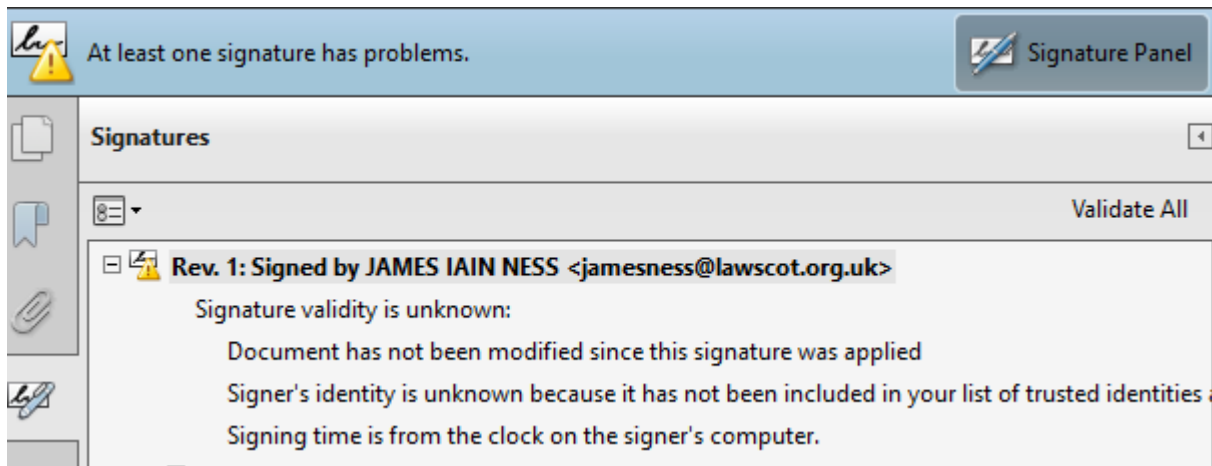 At least one signature has problems.
Signature Panel
Signatures
Validate All
Rev. 1: Signed by JAMES IAIN NESS <jamesness@lawscot.org.uk>
Signature validity is unknown:
Document has not been modified since this signature was applied
Signer's identity is unknown because it has not been included in your list of trusted identities
Signing time is from the clock on the signer's computer.